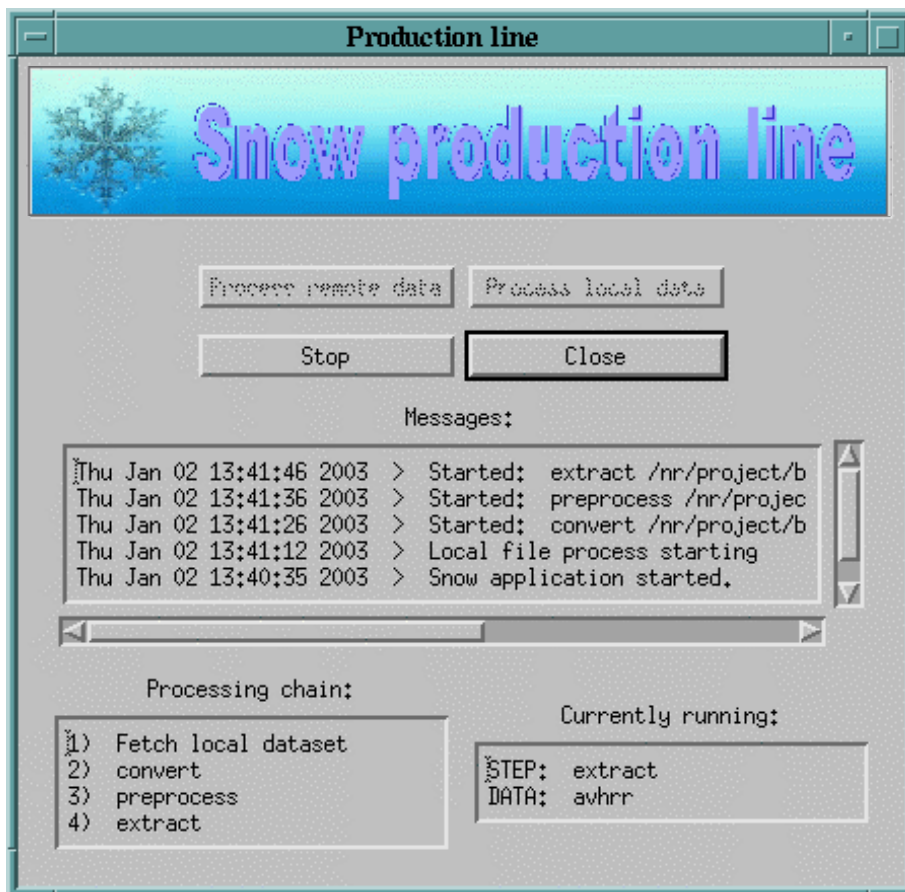 Production line
Snow production line
Process remote data
Process local data
Stop
Close
Messages:
Thu Jan 02 13:41:46 2003 > Started: extract /nr/project/b
Thu Jan 02 13:41:36 2003 > Started: preprocess /nr/projec
Thu Jan 02 13:41:26 2003 > Started: convert /nr/project/b
Thu Jan 02 13:41:12 2003 > Local file process starting
Thu Jan 02 13:40:35 2003 > Snow application started.
Processing chain:
1) Fetch local dataset
2) convert
3) preprocess
4) extract
Currently running:
STEP: extract
DATA: avhrr